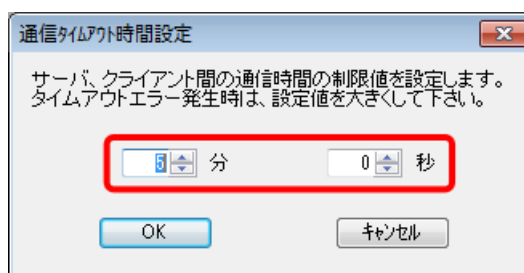 通信ﾀｲﾑｱｳﾄ時間設定
サーバ、クライアント間の通信時間の制限値を設定します。
タイムアウトエラー発生時は、設定値を大きくして下さい。
5 分 0 秒
OK ｷｬﾝｾﾙ